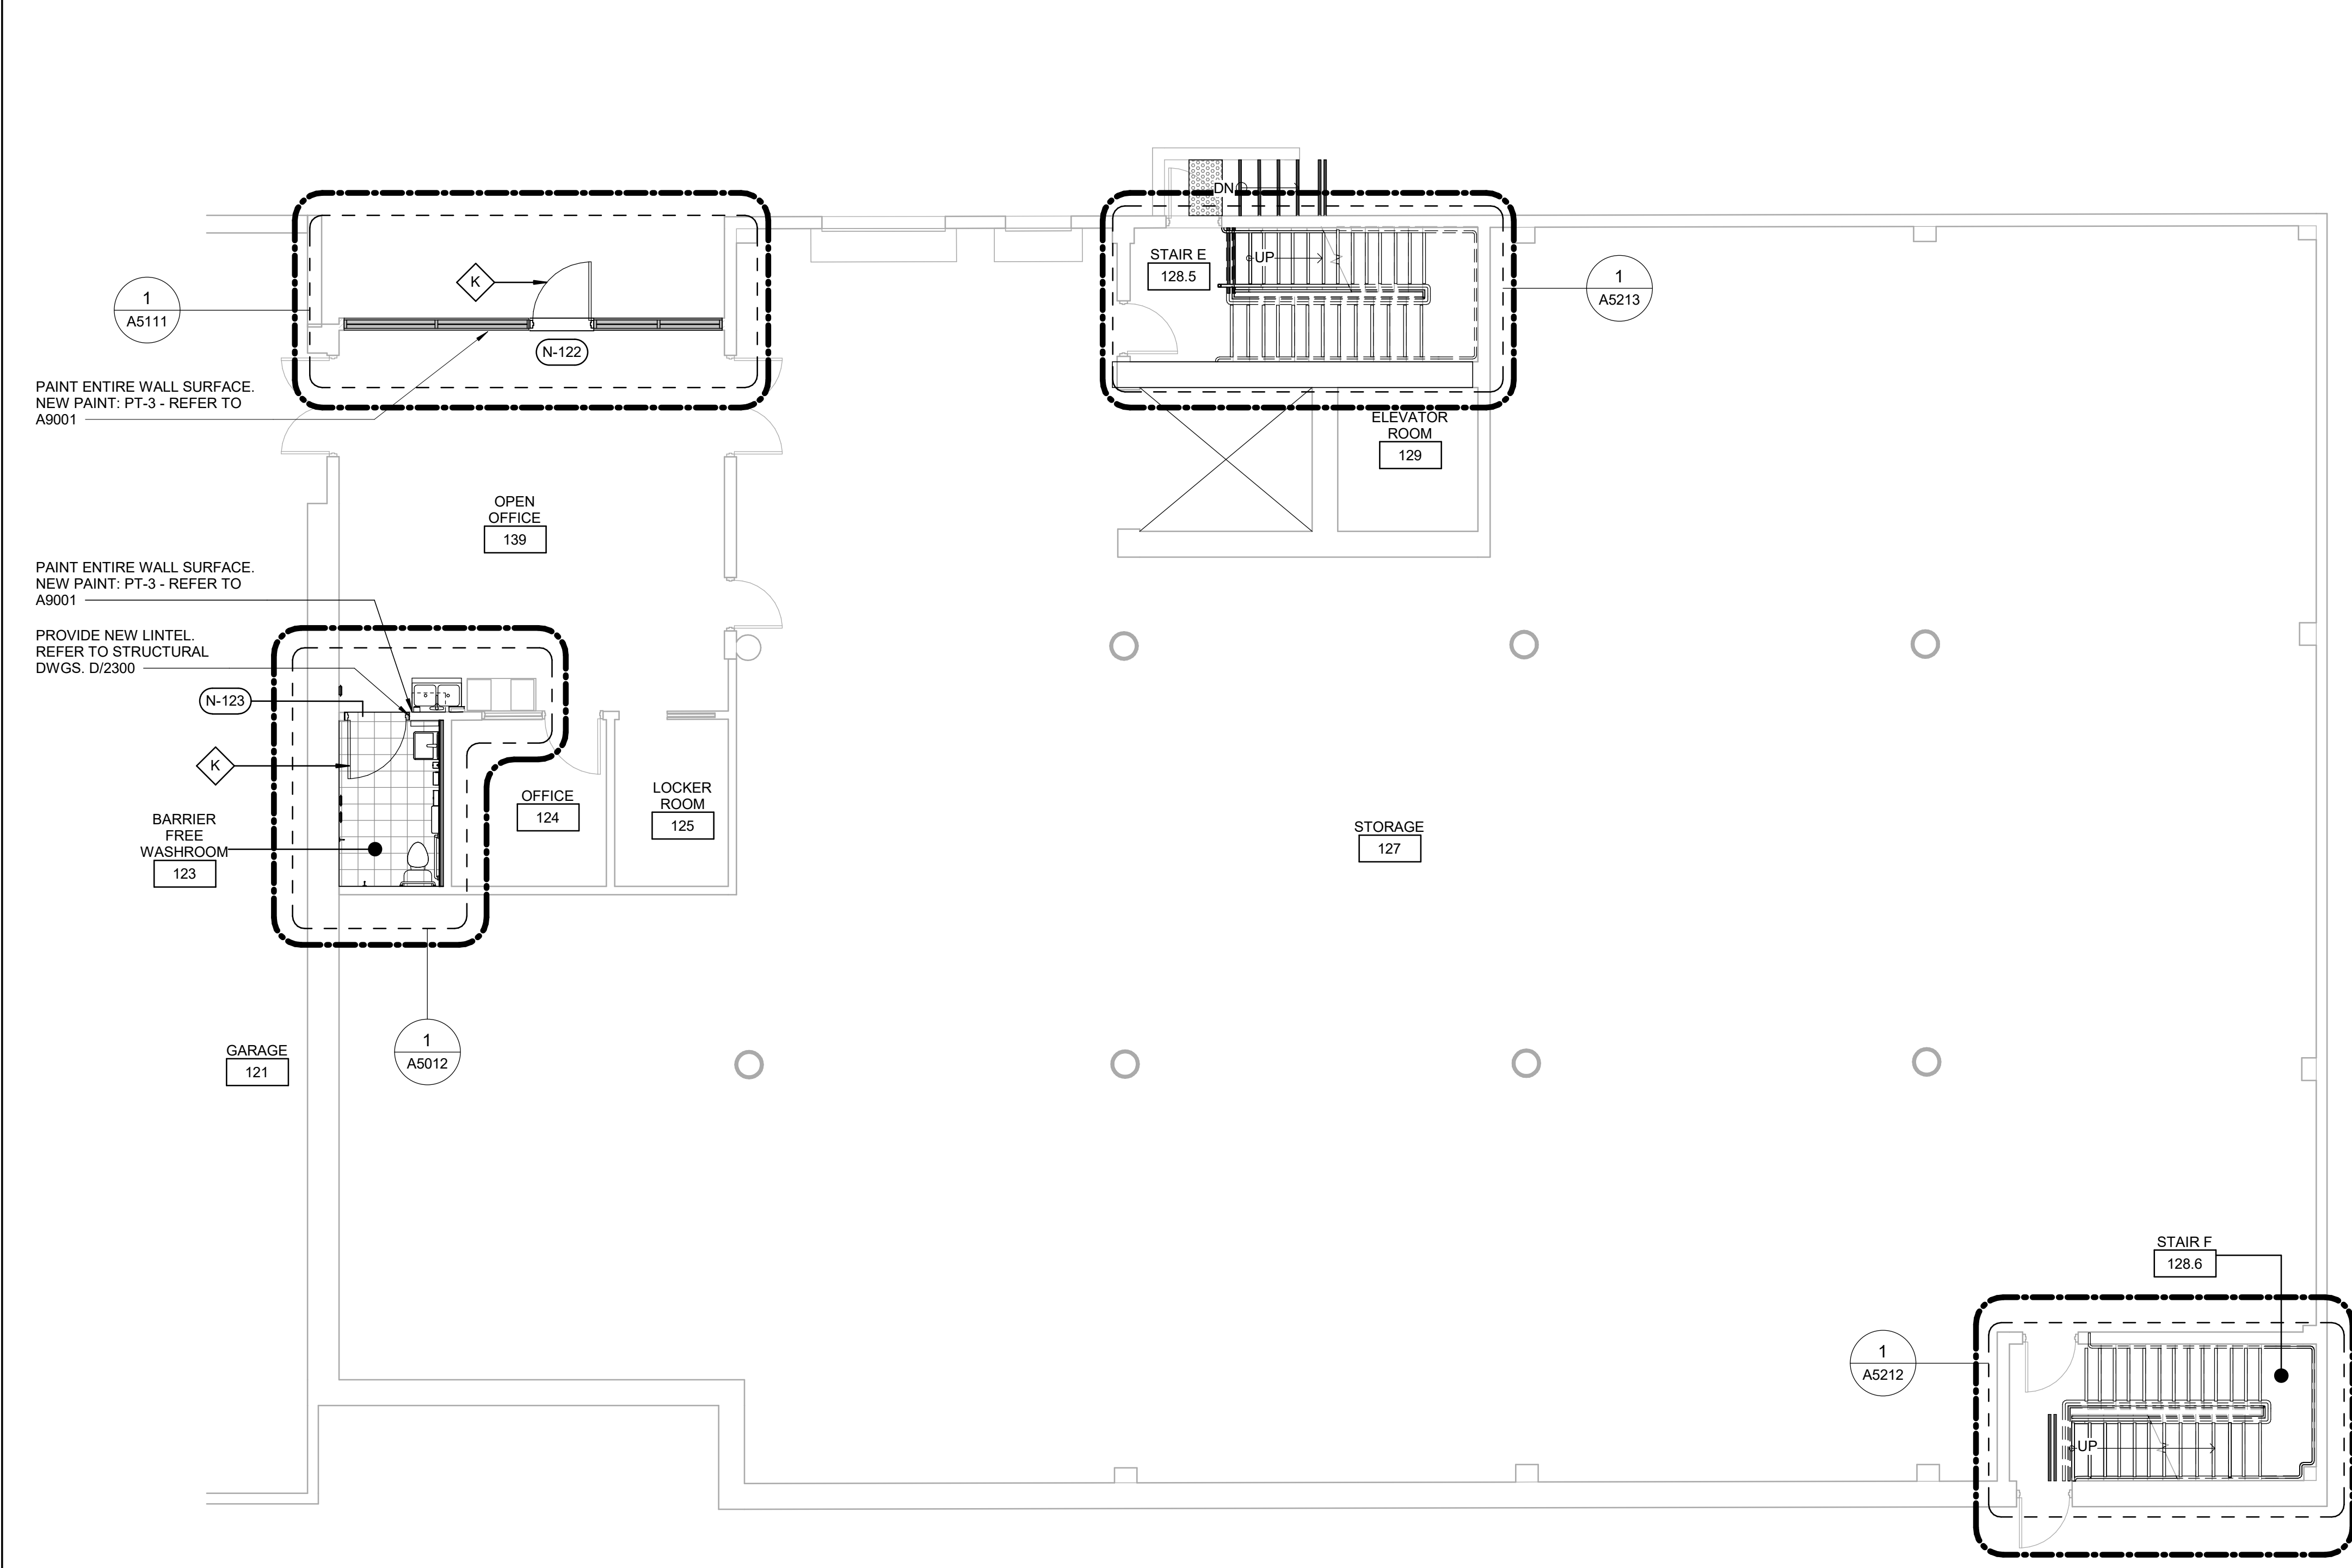 DN
STAIR E
128.5
UP
1
A5213
K
1
A5111
N-122
PAINT ENTIRE WALL SURFACE.
NEW PAINT: PT-3 - REFER TO
A9001
ELEVATOR
ROOM
129
OPEN
OFFICE
139
PAINT ENTIRE WALL SURFACE.
NEW PAINT: PT-3 - REFER TO
A9001
PROVIDE NEW LINTEL.
REFER TO STRUCTURAL
DWGS. D/2300
N-123
K
BARRIER
FREE
WASHROOM
123
OFFICE
124
LOCKER
ROOM
125
STORAGE
127
GARAGE
121
1
A5012
STAIR F
128.6
1
A5212
UP